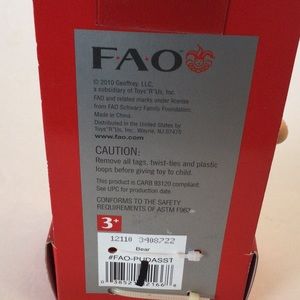 FAO
© 2010 Geoffrey, LLC,
a subsidiary of Toys"R"Us, Inc.
FAO and related marks under license
from FAO Schwarz Family Foundation.
Made in China.
Distributed in the United States by
Toys"R"Us, Inc. Wayne, NJ 07470
www.fao.com
CAUTION:
Remove all tags, twist-ties and plastic
loops before giving toy to child.
This product is CARB 93120 compliant.
See UPC for production date.
CONFORMS TO THE SAFETY
REQUIREMENTS OF ASTM F963
3+
12110 3408722
Bear
#FAO-PUDASST